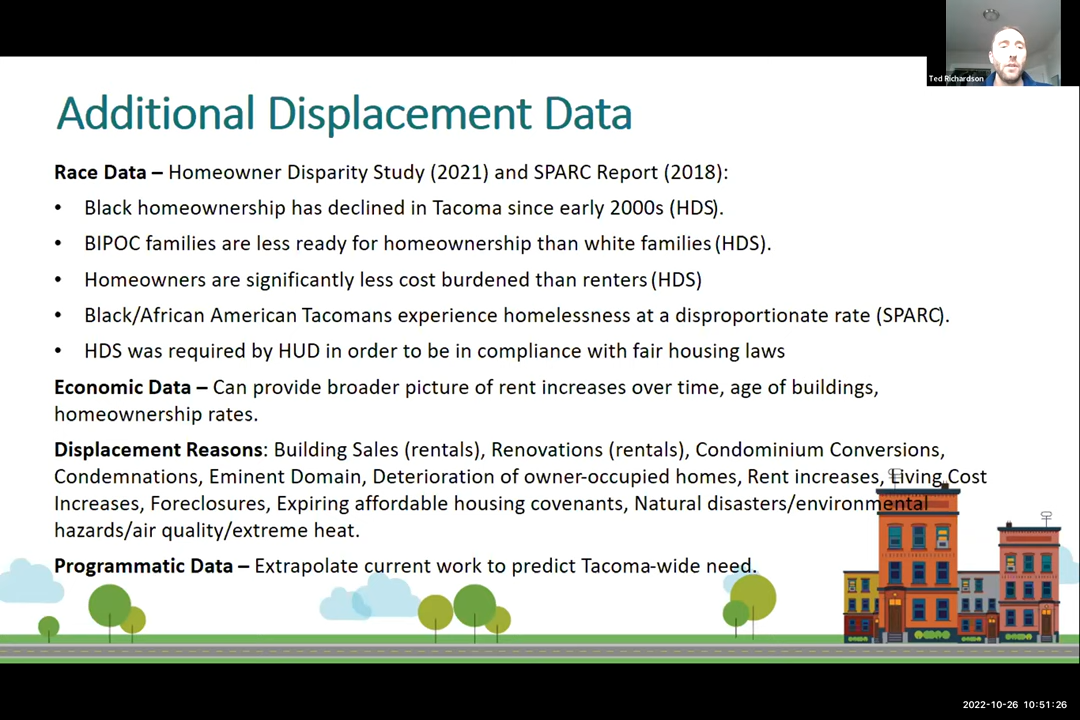 Ted Richardson
Additional Displacement Data
Race Data – Homeowner Disparity Study (2021) and SPARC Report (2018):
• Black homeownership has declined in Tacoma since early 2000s (HDS).
• BIPOC families are less ready for homeownership than white families (HDS).
• Homeowners are significantly less cost burdened than renters (HDS)
• Black/African American Tacomans experience homelessness at a disproportionate rate (SPARC).
• HDS was required by HUD in order to be in compliance with fair housing laws
Economic Data – Can provide broader picture of rent increases over time, age of buildings,
homeownership rates.
Displacement Reasons: Building Sales (rentals), Renovations (rentals), Condominium Conversions,
Condemnations, Eminent Domain, Deterioration of owner-occupied homes, Rent increases, Living Cost
Increases, Foreclosures, Expiring affordable housing covenants, Natural disasters/environmental
hazards/air quality/extreme heat.
Programmatic Data – Extrapolate current work to predict Tacoma-wide need.
2022-10-26 10:51:26